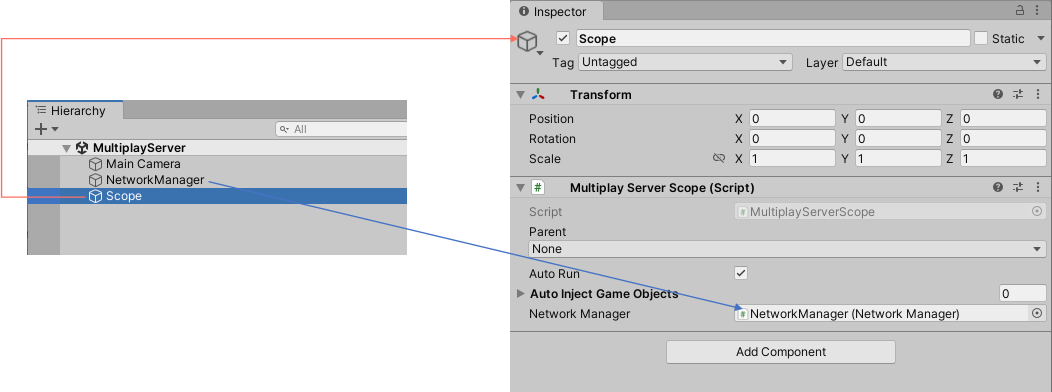 Hierarchy
All
MultiplayServer
Main Camera
NetworkManager
Scope
Inspector
Scope
Static
Tag Untagged Layer Default
Transform
Position X 0 Y 0 Z 0
Rotation X 0 Y 0 Z 0
Scale X 1 Y 1 Z 1
# Multiplay Server Scope (Script)
Script # MultiplayServerScope
Parent
None
Auto Run
Auto Inject Game Objects 0
Network Manager # NetworkManager (Network Manager)
Add Component